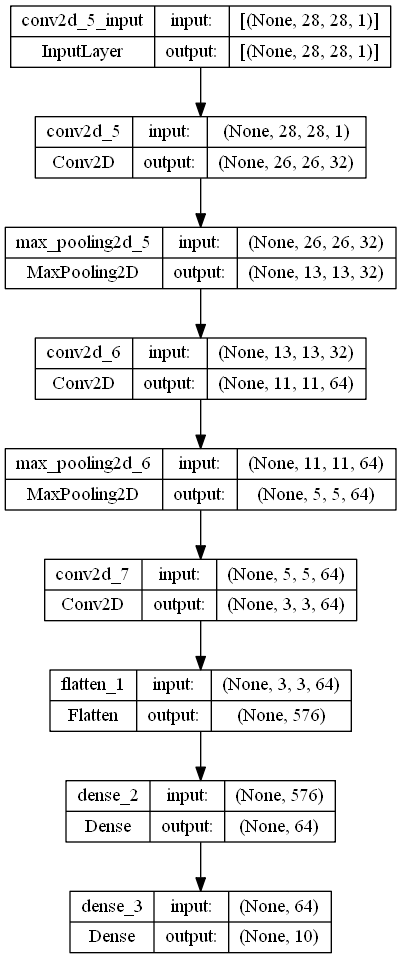 conv2d_5_input input: [(None, 28, 28, 1)]
InputLayer output: [(None, 28, 28, 1)]
conv2d_5 input: (None, 28, 28, 1)
Conv2D output: (None, 26, 26, 32)
max_pooling2d_5 input: (None, 26, 26, 32)
MaxPooling2D output: (None, 13, 13, 32)
conv2d_6 input: (None, 13, 13, 32)
Conv2D output: (None, 11, 11, 64)
max_pooling2d_6 input: (None, 11, 11, 64)
MaxPooling2D output: (None, 5, 5, 64)
conv2d_7 input: (None, 5, 5, 64)
Conv2D output: (None, 3, 3, 64)
flatten_1 input: (None, 3, 3, 64)
Flatten output: (None, 576)
dense_2 input: (None, 576)
Dense output: (None, 64)
dense_3 input: (None, 64)
Dense output: (None, 10)